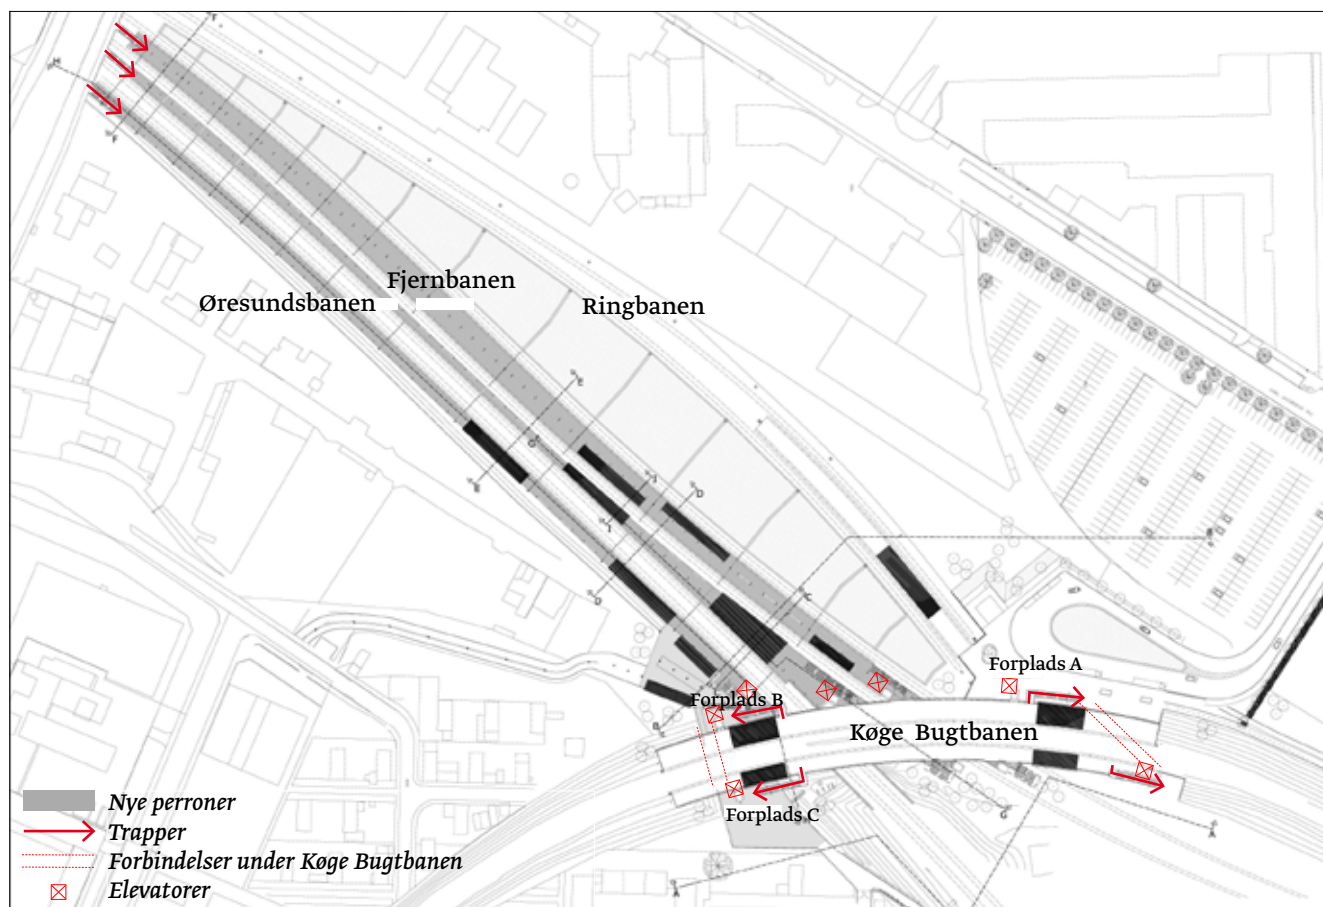 F
F
H
F
F
Øresundsbanen
Fjernbanen
Ringbanen
E
G
E
I
I
D
D
C
B
Forplads A
Forplads B
Køge Bugtbanen
Forplads C
G
A
A
Nye perroner
Trapper
Forbindelser under Køge Bugtbanen
Elevatorer